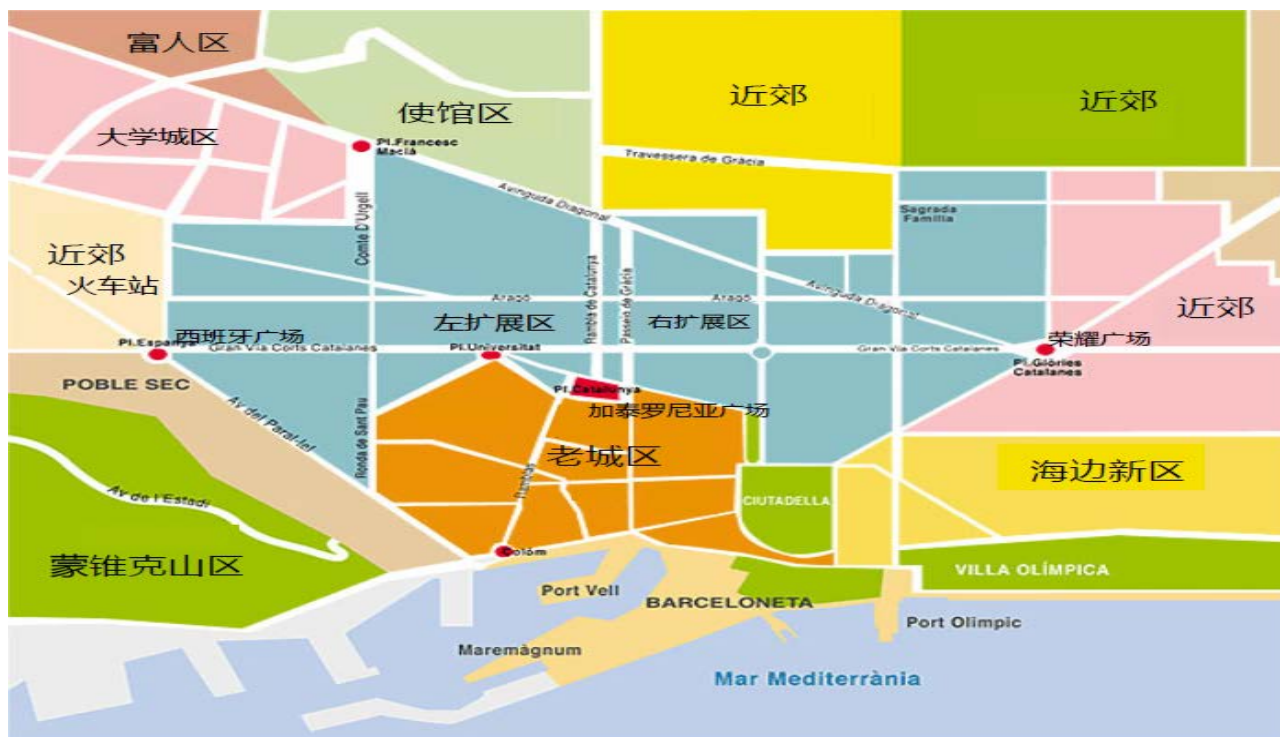 富人区
使馆区
近郊
近郊
大学城区
Pl.Francesc
Macià
Travessera de Gràcia
Avinguda Diagonal
Comte D'Urgell
Sagrada
Família
近郊
火车站
Rambla de Catalunya
Passeig de Gràcia
Aragó
Aragó
Avinguda Diagonal
近郊
西班牙广场
左扩展区
右扩展区
荣耀广场
Pl.Espanya
Gran Via Corts Catalanes
Pl.Universitat
Gran Via Corts Catalanes
Pl.Glòries
Catalanes
POBLE SEC
Pl.Catalunya
加泰罗尼亚广场
Av del Paral·lel
Ronda de Sant Pau
老城区
Ramblas
海边新区
Av de l'Estadi
CIUTADELLA
蒙锥克山区
Colóm
VILLA OLÍMPICA
Port Vell
BARCELONETA
Port Olimpic
Maremàgnum
Mar Mediterrània